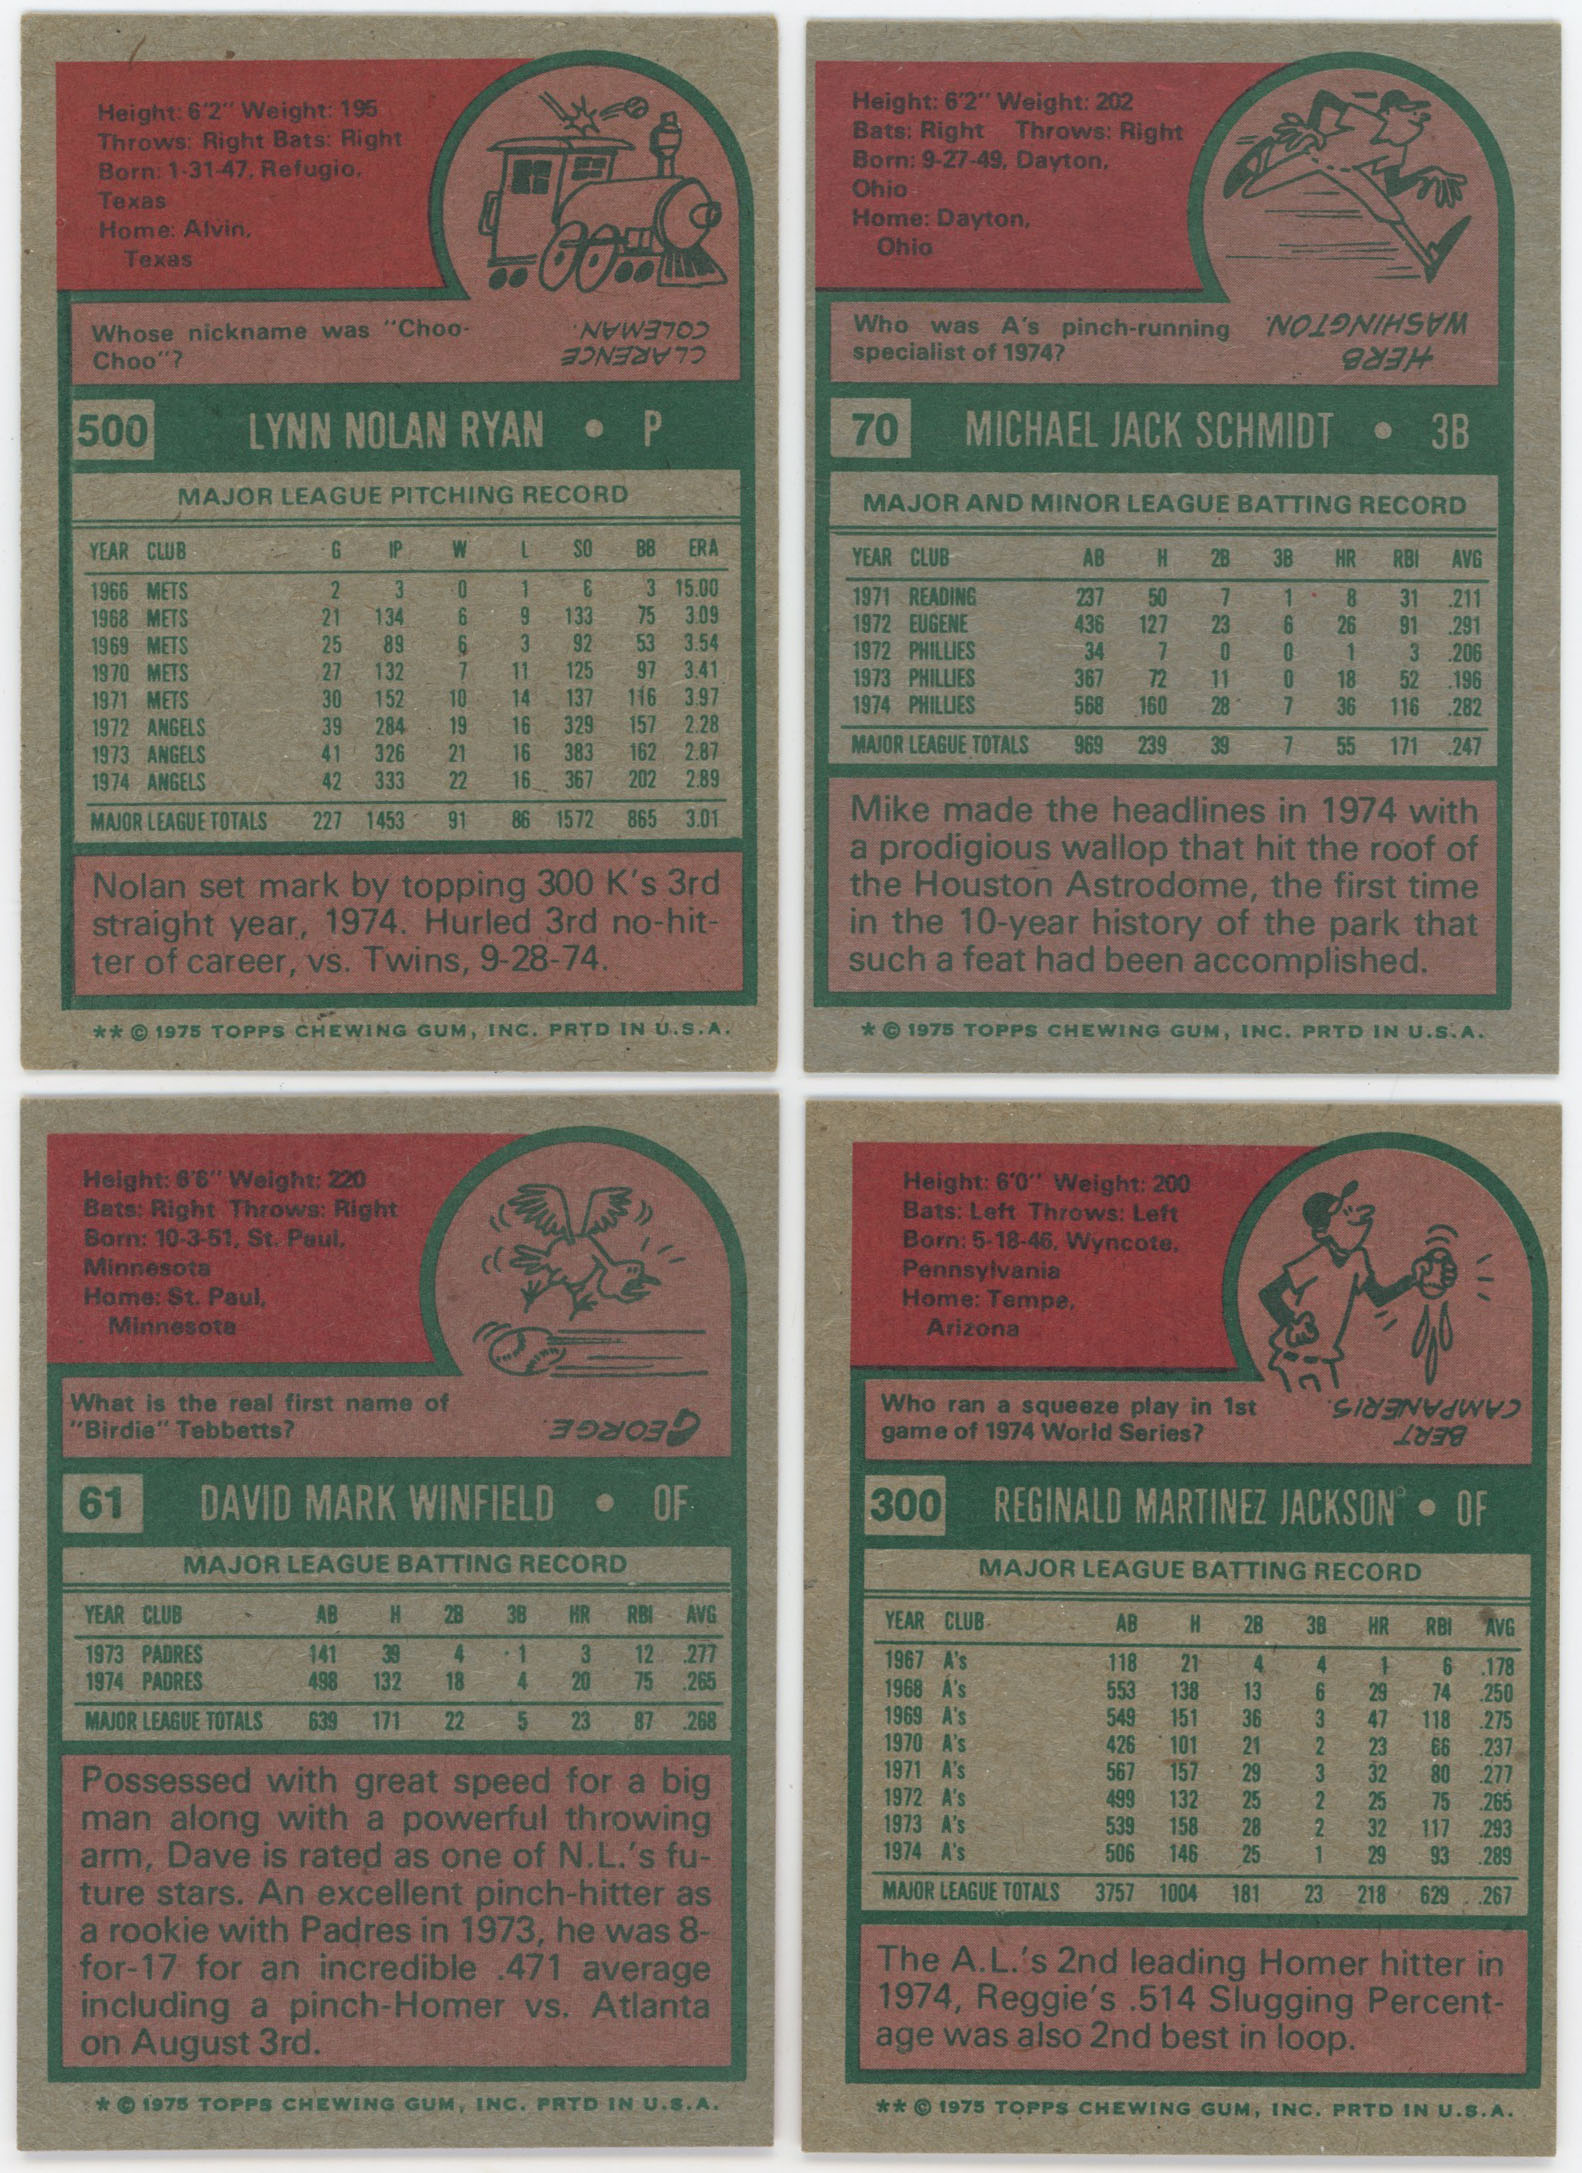 Height: 6'2" Weight: 195
Throws: Right Bats: Right
Born: 1-31-47, Refugio,
Texas
Home: Alvin,
Texas
Whose nickname was "Choo-
Choo"?
CLARENCE
COLEMAN.
500 LYNN NOLAN RYAN • P
MAJOR LEAGUE PITCHING RECORD
YEAR CLUB G IP W L SO BB ERA
1966 METS 2 3 0 1 6 3 15.00
1968 METS 21 134 6 9 133 75 3.09
1969 METS 25 89 6 3 92 53 3.54
1970 METS 27 132 7 11 125 97 3.41
1971 METS 30 152 10 14 137 116 3.97
1972 ANGELS 39 284 19 16 329 157 2.28
1973 ANGELS 41 326 21 16 383 162 2.87
1974 ANGELS 42 333 22 16 367 202 2.89
MAJOR LEAGUE TOTALS 227 1453 91 86 1572 865 3.01
Nolan set mark by topping 300 K's 3rd
straight year, 1974. Hurled 3rd no-hit-
ter of career, vs. Twins, 9-28-74.
** © 1975 TOPPS CHEWING GUM, INC. PRTD IN U.S.A.
Height: 6'2" Weight: 202
Bats: Right Throws: Right
Born: 9-27-49, Dayton,
Ohio
Home: Dayton,
Ohio
Who was A's pinch-running
specialist of 1974?
HERB
WASHINGTON.
70 MICHAEL JACK SCHMIDT • 3B
MAJOR AND MINOR LEAGUE BATTING RECORD
YEAR CLUB AB H 2B 3B HR RBI AVG
1971 READING 237 50 7 1 8 31 .211
1972 EUGENE 436 127 23 6 26 91 .291
1972 PHILLIES 34 7 0 0 1 3 .206
1973 PHILLIES 367 72 11 0 18 52 .196
1974 PHILLIES 568 160 28 7 36 116 .282
MAJOR LEAGUE TOTALS 969 239 39 7 55 171 .247
Mike made the headlines in 1974 with
a prodigious wallop that hit the roof of
the Houston Astrodome, the first time
in the 10-year history of the park that
such a feat had been accomplished.
* © 1975 TOPPS CHEWING GUM, INC. PRTD IN U.S.A.
Height: 6'6" Weight: 220
Bats: Right Throws: Right
Born: 10-3-51, St. Paul,
Minnesota
Home: St. Paul,
Minnesota
What is the real first name of
"Birdie" Tebbetts?
GEORGE.
61 DAVID MARK WINFIELD • OF
MAJOR LEAGUE BATTING RECORD
YEAR CLUB AB H 2B 3B HR RBI AVG
1973 PADRES 141 39 4 1 3 12 .277
1974 PADRES 498 132 18 4 20 75 .265
MAJOR LEAGUE TOTALS 639 171 22 5 23 87 .268
Possessed with great speed for a big
man along with a powerful throwing
arm, Dave is rated as one of N.L.'s fu-
ture stars. An excellent pinch-hitter as
a rookie with Padres in 1973, he was 8-
for-17 for an incredible .471 average
including a pinch-Homer vs. Atlanta
on August 3rd.
* © 1975 TOPPS CHEWING GUM, INC. PRTD IN U.S.A.
Height: 6'0" Weight: 200
Bats: Left Throws: Left
Born: 5-18-46, Wyncote,
Pennsylvania
Home: Tempe,
Arizona
Who ran a squeeze play in 1st
game of 1974 World Series?
BERT
CAMPANERIS.
300 REGINALD MARTINEZ JACKSON • OF
MAJOR LEAGUE BATTING RECORD
YEAR CLUB AB H 2B 3B HR RBI AVG
1967 A's 118 21 4 4 1 6 .178
1968 A's 553 138 13 6 29 74 .250
1969 A's 549 151 36 3 47 118 .275
1970 A's 426 101 21 2 23 66 .237
1971 A's 567 157 29 3 32 80 .277
1972 A's 499 132 25 2 25 75 .265
1973 A's 539 158 28 2 32 117 .293
1974 A's 506 146 25 1 29 93 .289
MAJOR LEAGUE TOTALS 3757 1004 181 23 218 629 .267
The A.L.'s 2nd leading Homer hitter in
1974, Reggie's .514 Slugging Percent-
age was also 2nd best in loop.
** © 1975 TOPPS CHEWING GUM, INC. PRTD IN U.S.A.